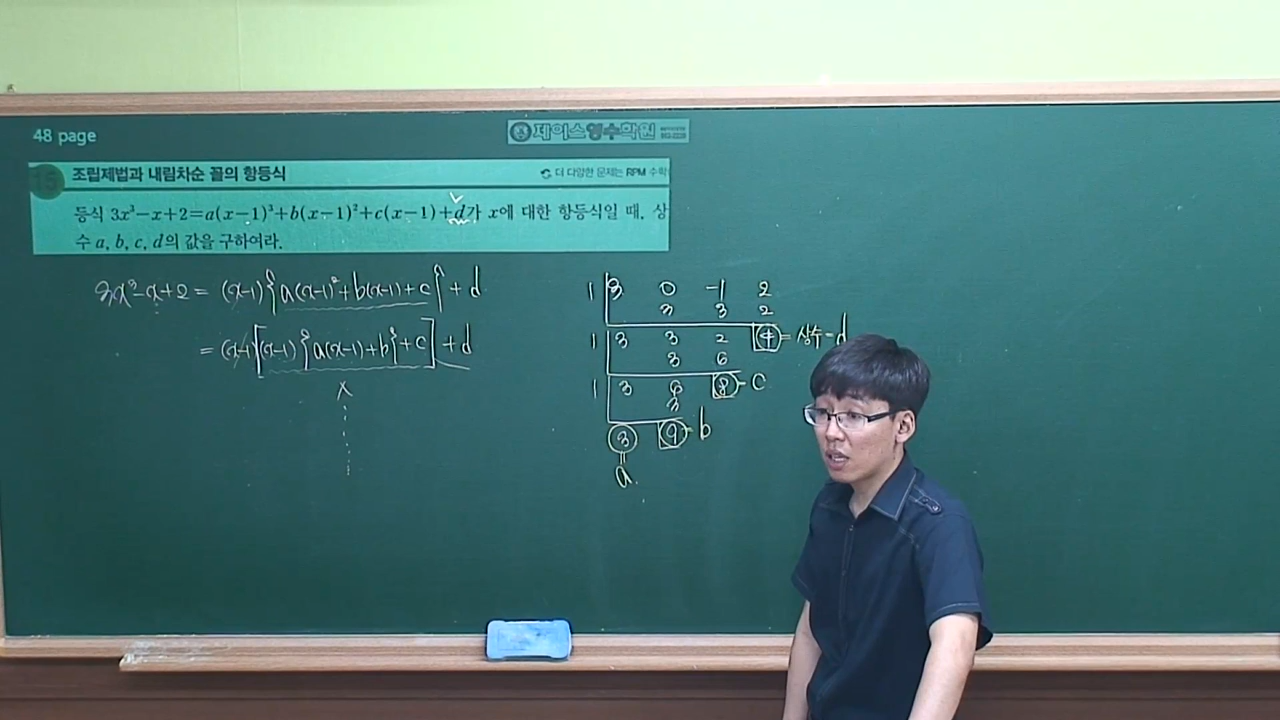 48 page
제이스영수학원
조립제법과 내림차순 꼴의 항등식
더 다양한 문제는 RPM 수학
등식 3x³-x+2=a(x-1)³+b(x-1)²+c(x-1)+d가 x에 대한 항등식일 때, 상
수 a, b, c, d의 값을 구하여라.
3x³-x+2 = (x-1){a(x-1)²+b(x-1)+c}+d
= (x-1)[(x-1){a(x-1)+b}+c]+d
x
1 3 0 -1 2
3 3 2
1 3 3 2 4 = 상수 = d
3 6
1 3 6 8 - c
3
3 9 = b
=
a